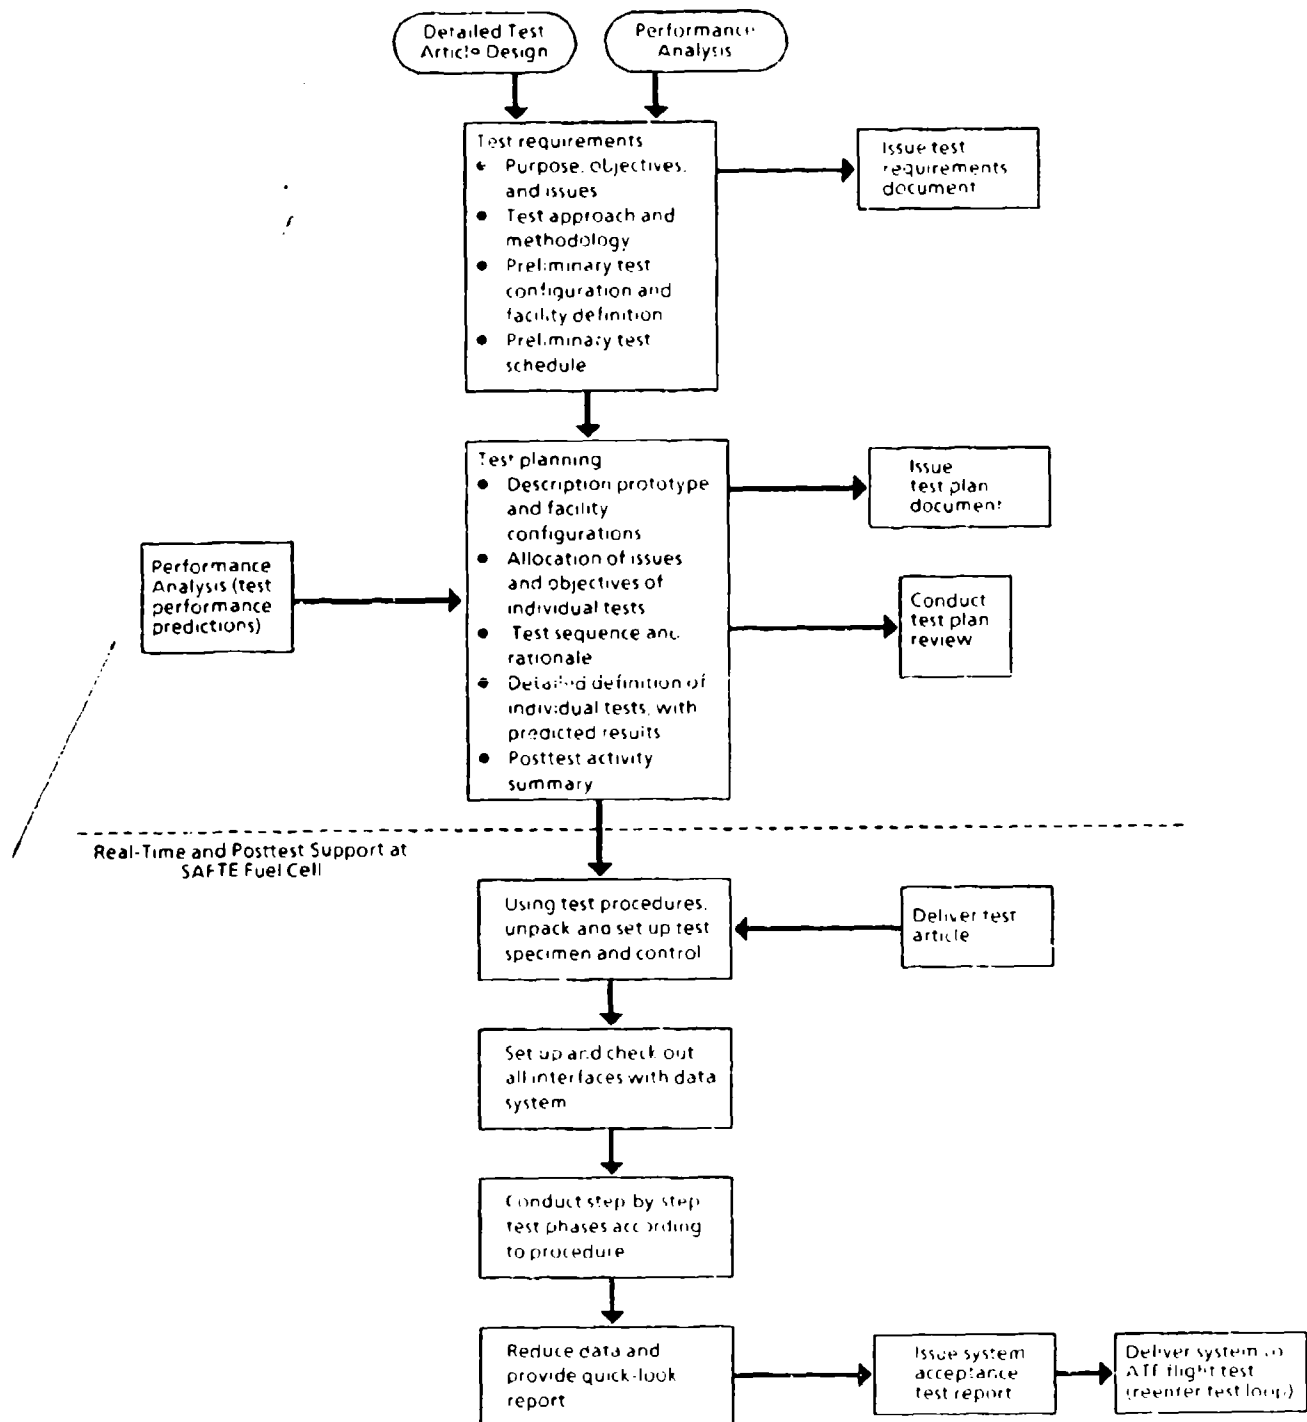 Detailed Test
Article Design
Performance
Analysis
Test requirements
• Purpose, objectives,
and issues
• Test approach and
methodology
• Preliminary test
configuration and
facility definition
• Preliminary test
schedule
Issue test
requirements
document
Test planning
• Description prototype
and facility
configurations
• Allocation of issues
and objectives of
individual tests
• Test sequence and
rationale
• Detailed definition of
individual tests, with
predicted results
• Posttest activity
summary
Issue
test plan
document
Performance
Analysis (test
performance
predictions)
Conduct
test plan
review
Real-Time and Posttest Support at
SAFTE Fuel Cell
Using test procedures,
unpack and set up test
specimen and control
Deliver test
article
Set up and check out
all interfaces with data
system
Conduct step by step
test phases according
to procedure
Reduce data and
provide quick-look
report
Issue system
acceptance
test report
Deliver system to
ATF flight test
(reenter test loop)